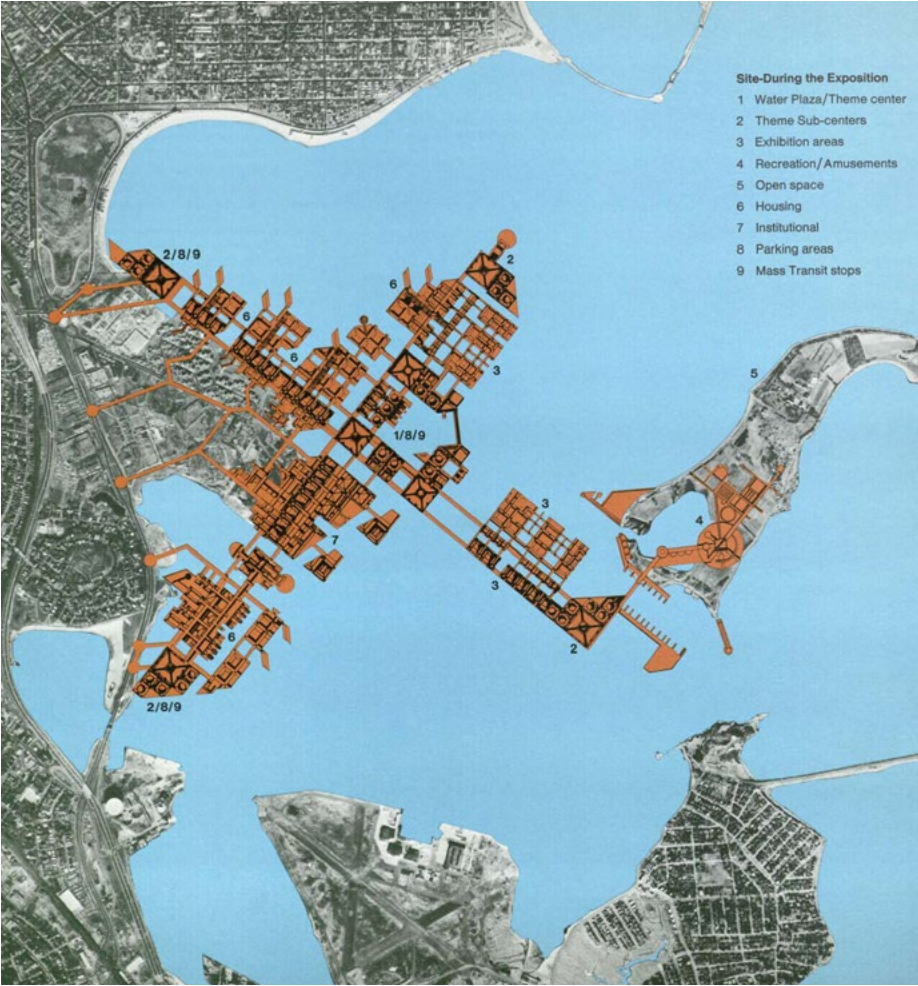 Site-During the Exposition
1 Water Plaza/Theme center
2 Theme Sub-centers
3 Exhibition areas
4 Recreation/Amusements
5 Open space
6 Housing
7 Institutional
8 Parking areas
9 Mass Transit stops
2/8/9
2
6
6
6
3
5
1/8/9
3
4
7
3
6
2
2/8/9